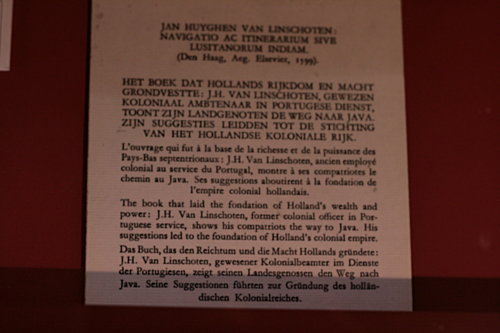 JAN HUYGHEN VAN LINSCHOTEN:
NAVIGATIO AC ITINERARIUM SIVE
LUSITANORUM INDIAM.
(Den Haag, Aeg. Elsevier, 1599).
HET BOEK DAT HOLLANDS RIJKDOM EN MACHT
GRONDVESTTE: J.H. VAN LINSCHOTEN, GEWEZEN
KOLONIAAL AMBTENAAR IN PORTUGESE DIENST,
TOONT ZIJN LANDGENOTEN DE WEG NAAR JAVA.
ZIJN SUGGESTIES LEIDDEN TOT DE STICHTING
VAN HET HOLLANDSE KOLONIALE RIJK.
L'ouvrage qui fut à la base de la richesse et de la puissance des
Pays-Bas septentrionaux: J.H. Van Linschoten, ancien employé
colonial au service du Portugal, montre à ses compatriotes le
chemin au Java. Ses suggestions aboutirent à la fondation de
l'empire colonial hollandais.
The book that laid the fondation of Holland's wealth and
power: J.H. Van Linschoten, former colonial officer in Por-
tuguese service, shows his compatriots the way to Java. His
suggestions led to the foundation of Holland's colonial empire.
Das Buch, das den Reichtum und die Macht Hollands gründete:
J.H. Van Linschoten, gewesener Kolonialbeamter im Dienste
der Portugiesen, zeigt seinen Landesgenossen den Weg nach
Java. Seine Suggestionen führten zur Gründung des hollän-
dischen Kolonialreiches.